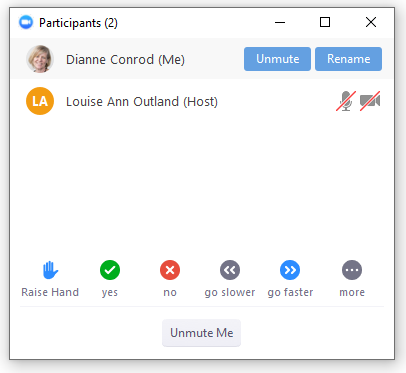 Participants (2)
Dianne Conrod (Me) Unmute Rename
LA Louise Ann Outland (Host)
Raise Hand yes no go slower go faster more
Unmute Me